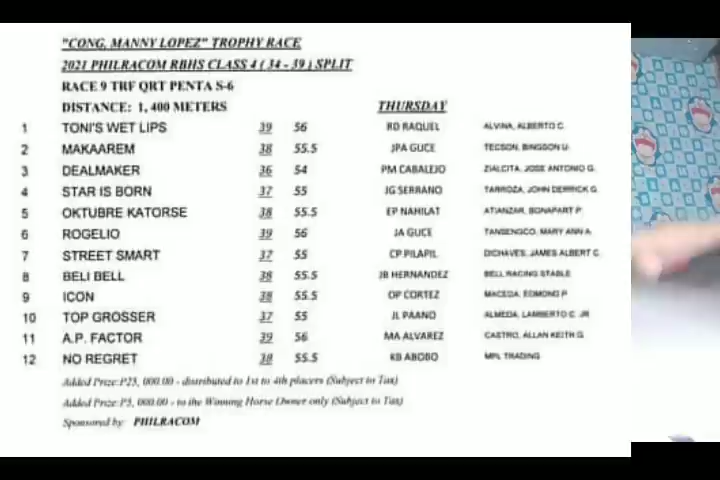 "CONG. MANNY LOPEZ" TROPHY RACE
2021 PHILRACOM RBHS CLASS 4 ( 34 - 39 ) SPLIT
RACE 9 TRF QRT PENTA S-6
DISTANCE: 1, 400 METERS THURSDAY
1 TONI'S WET LIPS 39 56 RD RAQUEL ALVINA, ALBERTO C.
2 MAKAAREM 38 55.5 JPA GUCE TECSON, BINGSON U.
3 DEALMAKER 36 54 PM CABALEJO ZIALCITA, JOSE ANTONIO G.
4 STAR IS BORN 37 55 JG SERRANO TARROZA, JOHN DERRICK G.
5 OKTUBRE KATORSE 38 55.5 EP NAHILAT ATIANZAR, BONAPART P.
6 ROGELIO 39 56 JA GUCE TANSENGCO, MARY ANN A.
7 STREET SMART 37 55 CP PILAPIL DICHAVES, JAMES ALBERT C.
8 BELI BELL 38 55.5 JB HERNANDEZ BELL RACING STABLE
9 ICON 38 55.5 OP CORTEZ MACEDA, EDMOND P.
10 TOP GROSSER 37 55 JL PAANO ALMEDA, LAMBERTO C. JR
11 A.P. FACTOR 39 56 MA ALVAREZ CASTRO, ALLAN KEITH G.
12 NO REGRET 38 55.5 KB ABOBO MPL TRADING
Added Prize:P25, 000.00 - distributed to 1st to 4th placers (Subject to Tax)
Added Prize:P5, 000.00 - to the Winning Horse Owner only (Subject to Tax)
Sponsored by: PHILRACOM